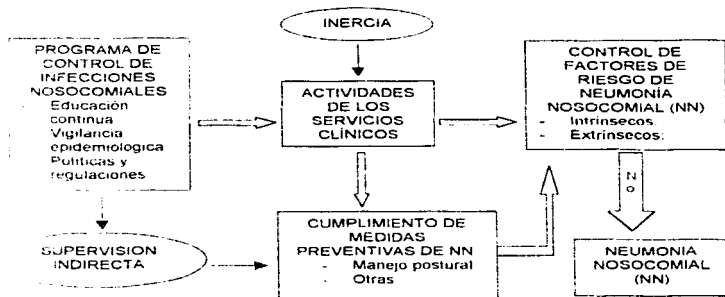 INERCIA
PROGRAMA DE
CONTROL DE
INFECCIONES
NOSOCOMIALES
- Educación
continua
Vigilancia
epidemiológica
Políticas y
regulaciones
ACTIVIDADES
DE LOS
SERVICIOS
CLÍNICOS
CONTROL DE
FACTORES DE
RIESGO DE
NEUMONÍA
NOSOCOMIAL (NN)
- Intrínsecos
- Extrínsecos:
No
SUPERVISION
INDIRECTA
CUMPLIMIENTO DE
MEDIDAS
PREVENTIVAS DE NN
- Manejo postural
- Otras
NEUMONIA
NOSOCOMIAL
(NN)